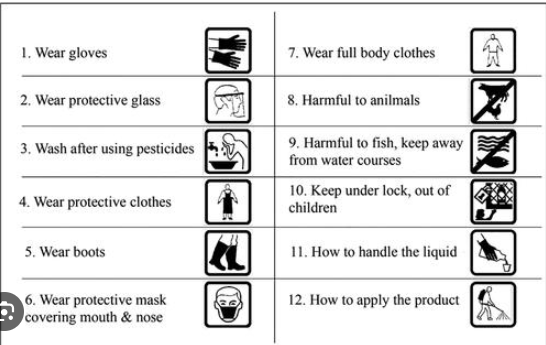 1. Wear gloves
2. Wear protective glass
3. Wash after using pesticides
4. Wear protective clothes
5. Wear boots
6. Wear protective mask
covering mouth & nose
7. Wear full body clothes
8. Harmful to anilmals
9. Harmful to fish, keep away
from water courses
10. Keep under lock, out of
children
11. How to handle the liquid
12. How to apply the product